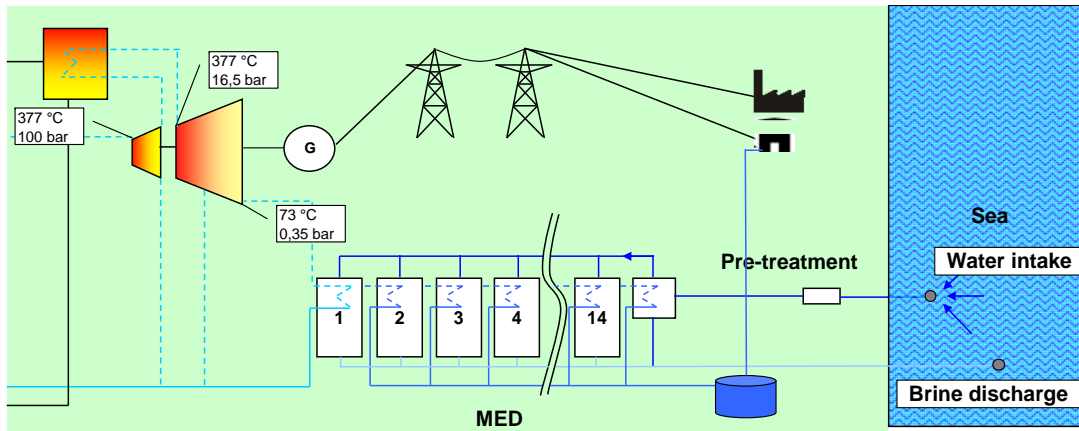 377 °C
16,5 bar
377 °C
100 bar
G
73 °C
0,35 bar
Sea
Pre-treatment
Water intake
1
2
3
4
14
Brine discharge
MED